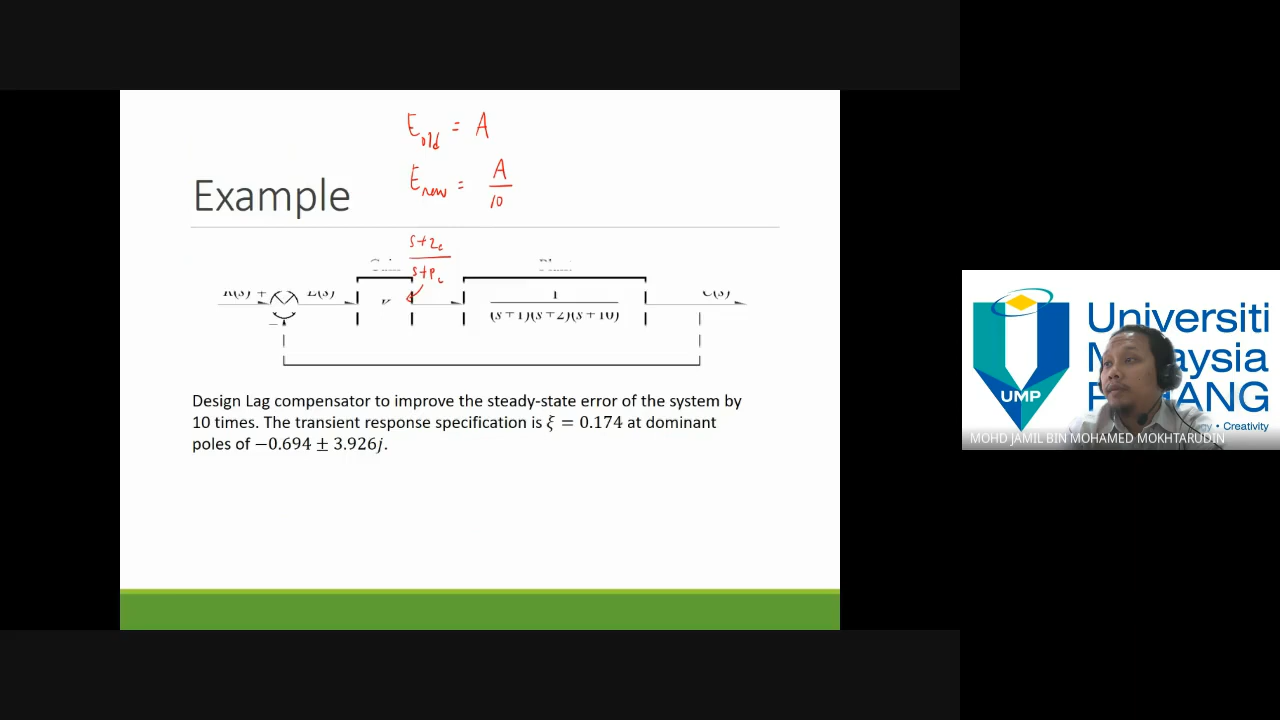 E_old = A
E_new = A/10
Example
s+z_c
s+p_c
R(s) + E(s) C(s)
1
(s+1)(s+2)(s+10)
−
Design Lag compensator to improve the steady-state error of the system by
10 times. The transient response specification is ξ = 0.174 at dominant
poles of −0.694 ± 3.926j.
Universiti
Malaysia
PAHANG
UMP
• Creativity
MOHD JAMIL BIN MOHAMED MOKHTARUDIN